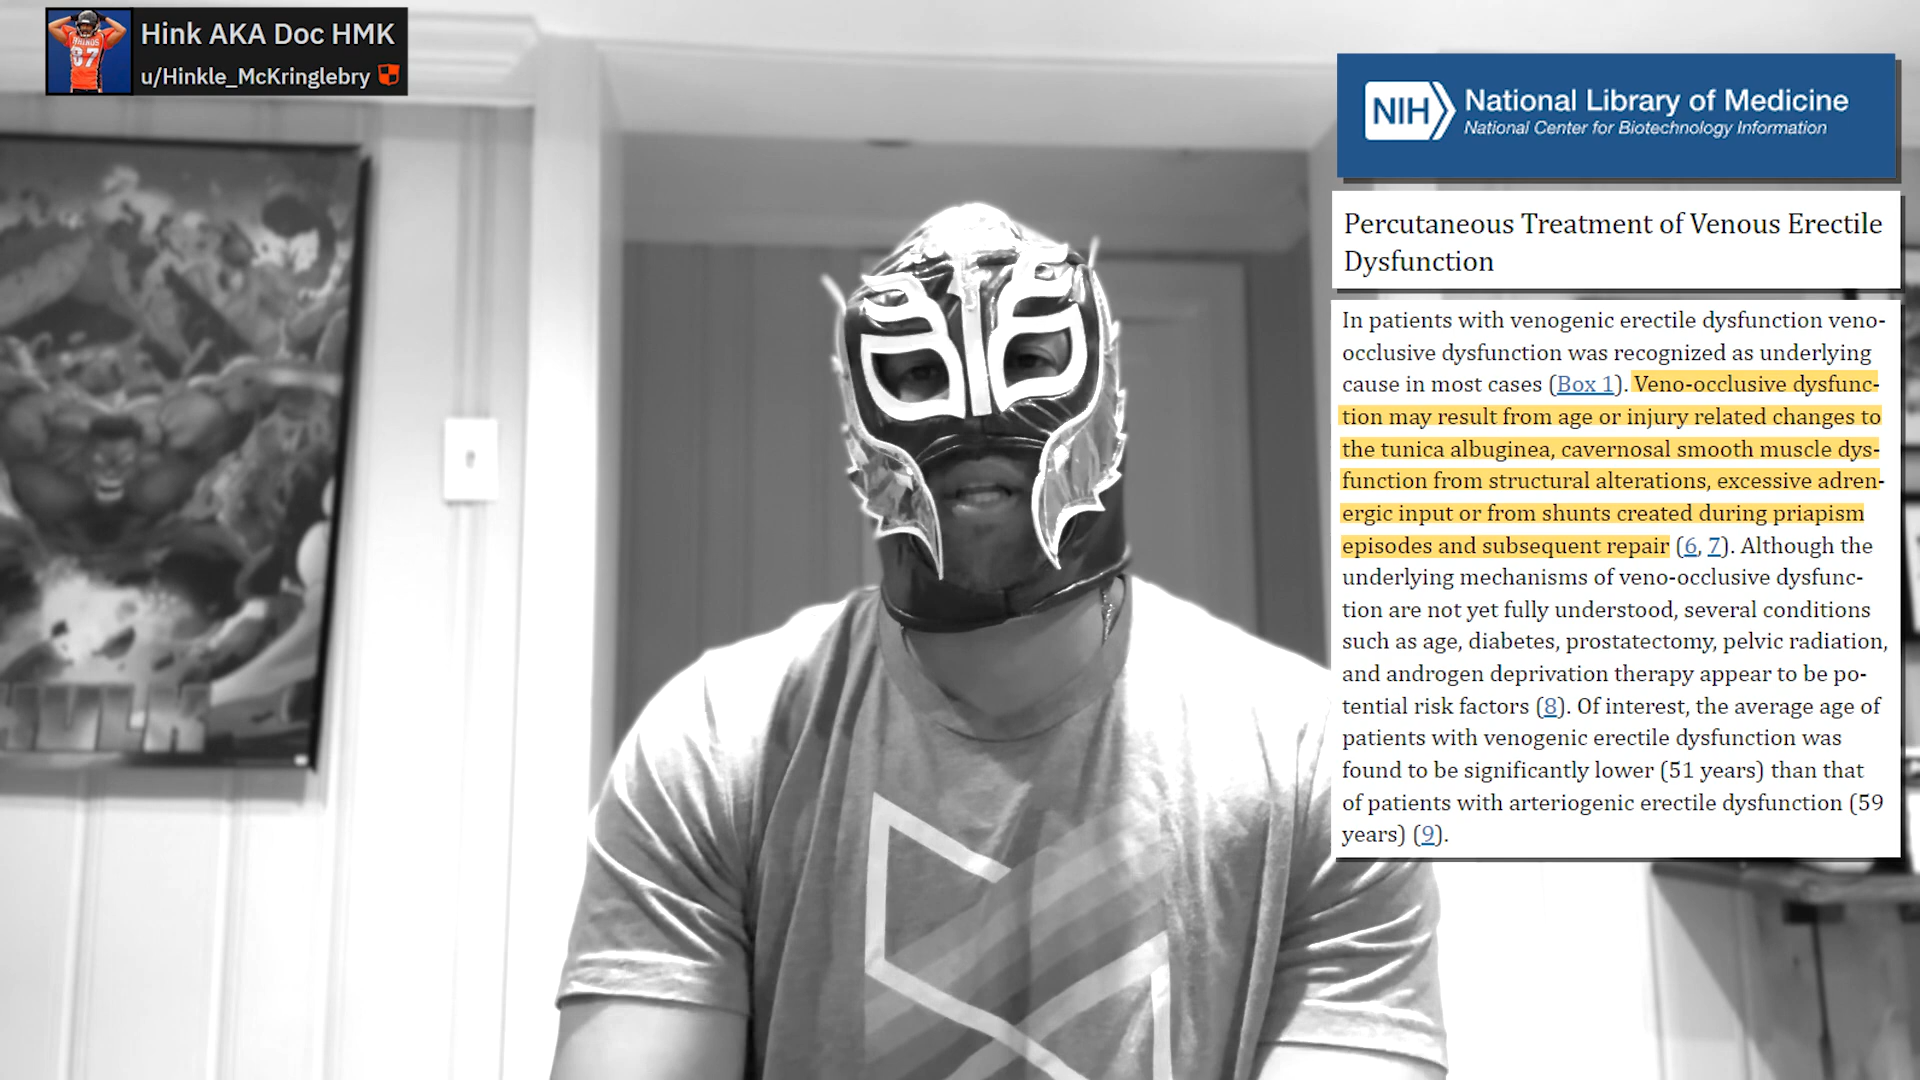 Hink AKA Doc HMK
u/Hinkle_McKringlebry
RHINOS
87
NIH
National Library of Medicine
National Center for Biotechnology Information
Percutaneous Treatment of Venous Erectile
Dysfunction
In patients with venogenic erectile dysfunction veno-
occlusive dysfunction was recognized as underlying
cause in most cases (Box 1). Veno-occlusive dysfunc-
tion may result from age or injury related changes to
the tunica albuginea, cavernosal smooth muscle dys-
function from structural alterations, excessive adren-
ergic input or from shunts created during priapism
episodes and subsequent repair (6, 7). Although the
underlying mechanisms of veno-occlusive dysfunc-
tion are not yet fully understood, several conditions
such as age, diabetes, prostatectomy, pelvic radiation,
and androgen deprivation therapy appear to be po-
tential risk factors (8). Of interest, the average age of
patients with venogenic erectile dysfunction was
found to be significantly lower (51 years) than that
of patients with arteriogenic erectile dysfunction (59
years) (9).
HULK